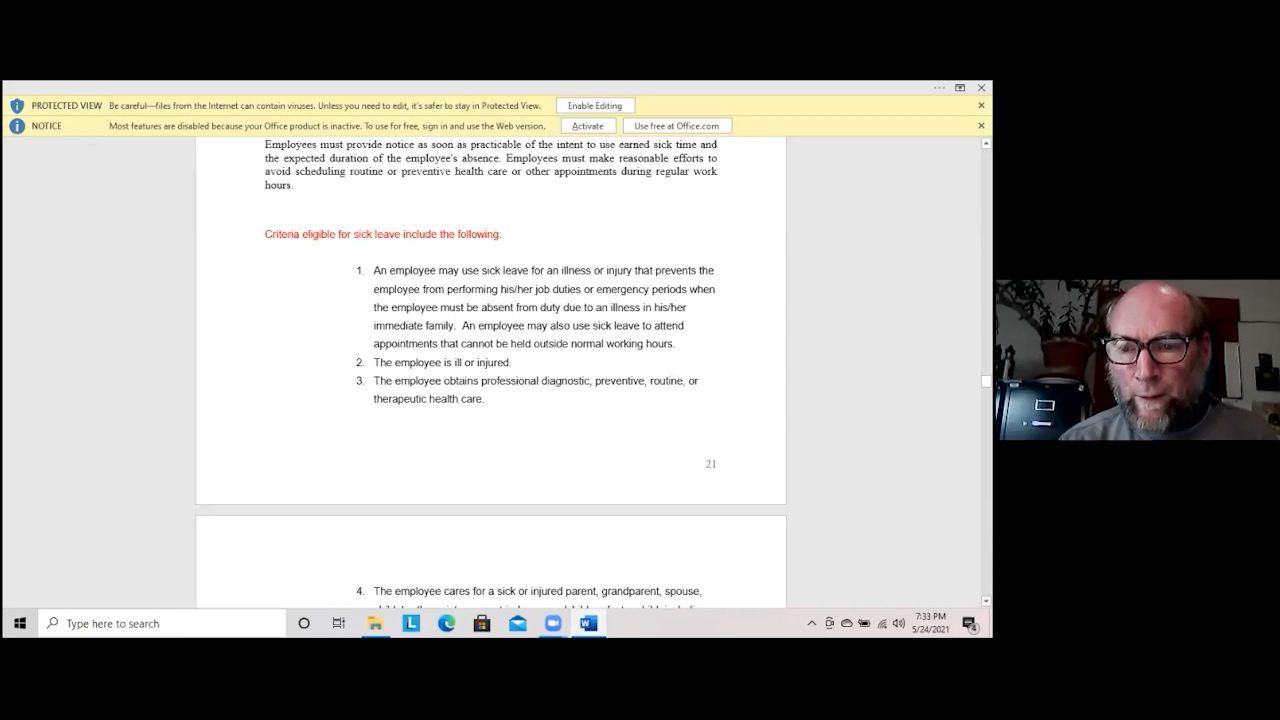 PROTECTED VIEW Be careful—files from the Internet can contain viruses. Unless you need to edit, it's safer to stay in Protected View. Enable Editing
NOTICE Most features are disabled because your Office product is inactive. To use for free, sign in and use the Web version. Activate Use free at Office.com
Employees must provide notice as soon as practicable of the intent to use earned sick time and
the expected duration of the employee's absence. Employees must make reasonable efforts to
avoid scheduling routine or preventive health care or other appointments during regular work
hours.
Criteria eligible for sick leave include the following:
1. An employee may use sick leave for an illness or injury that prevents the
employee from performing his/her job duties or emergency periods when
the employee must be absent from duty due to an illness in his/her
immediate family. An employee may also use sick leave to attend
appointments that cannot be held outside normal working hours.
2. The employee is ill or injured.
3. The employee obtains professional diagnostic, preventive, routine, or
therapeutic health care.
21
4. The employee cares for a sick or injured parent, grandparent, spouse,
Type here to search
L
7:33 PM
5/24/2021
4